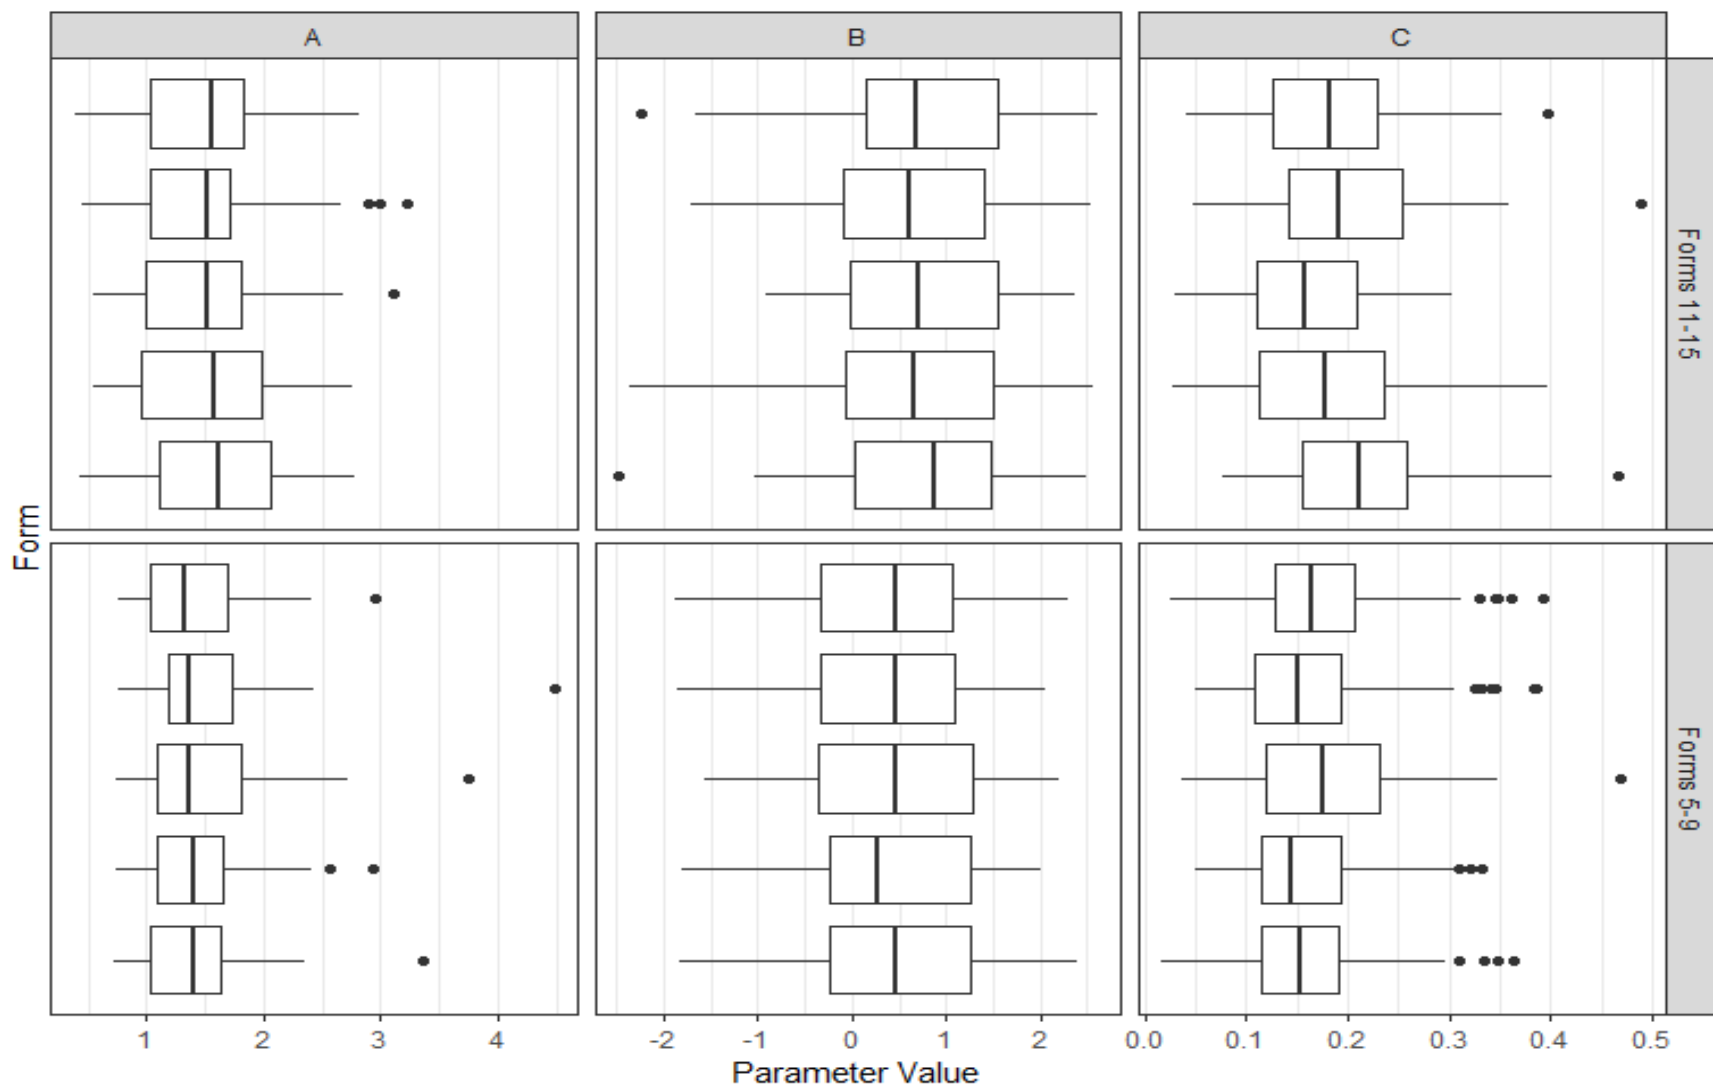 A
B
C
Forms 11-15
Form
Forms 5-9
1 2 3 4
-2 -1 0 1 2
0.0 0.1 0.2 0.3 0.4 0.5
Parameter Value